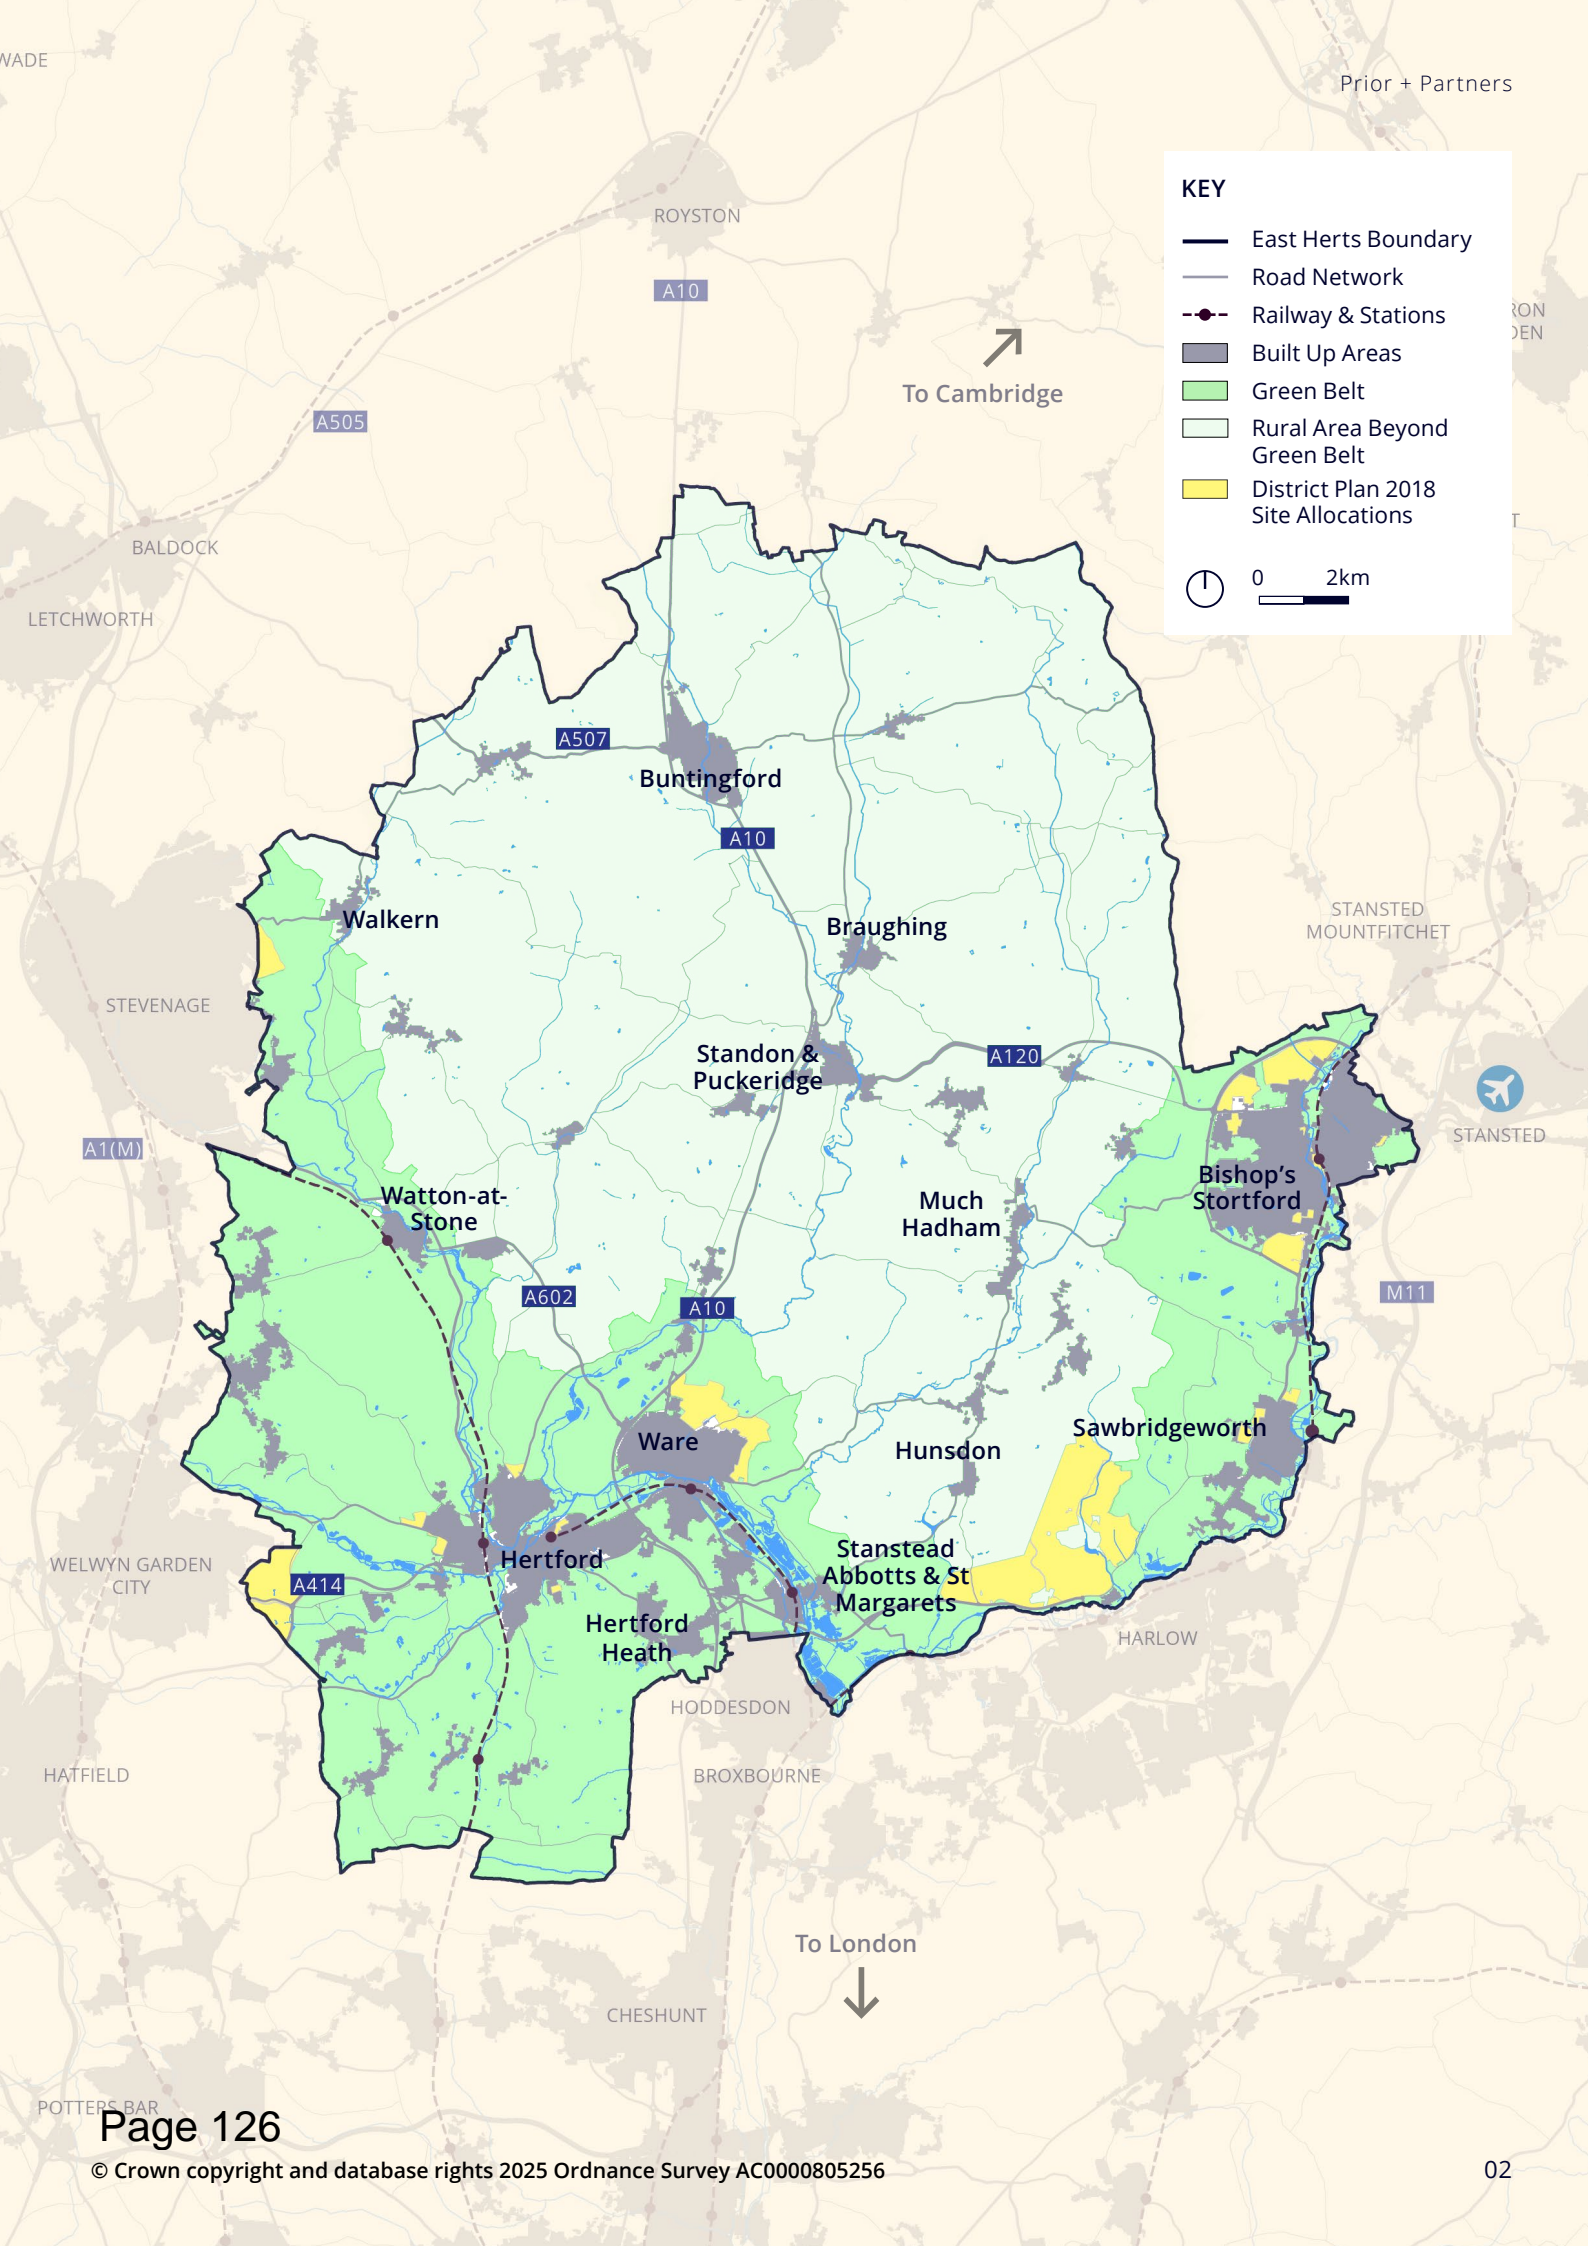 WADE
Prior + Partners
KEY
East Herts Boundary
Road Network
Railway & Stations
Built Up Areas
Green Belt
Rural Area Beyond
Green Belt
District Plan 2018
Site Allocations
0 2km
ROYSTON
A10
RON
DEN
To Cambridge
A505
T
BALDOCK
LETCHWORTH
A507
Buntingford
A10
Walkern
Braughing
STANSTED
MOUNTFITCHET
STEVENAGE
Standon &
Puckeridge
A120
STANSTED
A1(M)
Watton-at-
Stone
Much
Hadham
Bishop's
Stortford
A602
A10
M11
Ware
Sawbridgeworth
Hunsdon
WELWYN GARDEN
CITY
A414
Hertford
Stanstead
Abbotts & St
Margarets
Hertford
Heath
HARLOW
HODDESDON
HATFIELD
BROXBOURNE
To London
CHESHUNT
POTTERS BAR
Page 126
© Crown copyright and database rights 2025 Ordnance Survey AC0000805256
02